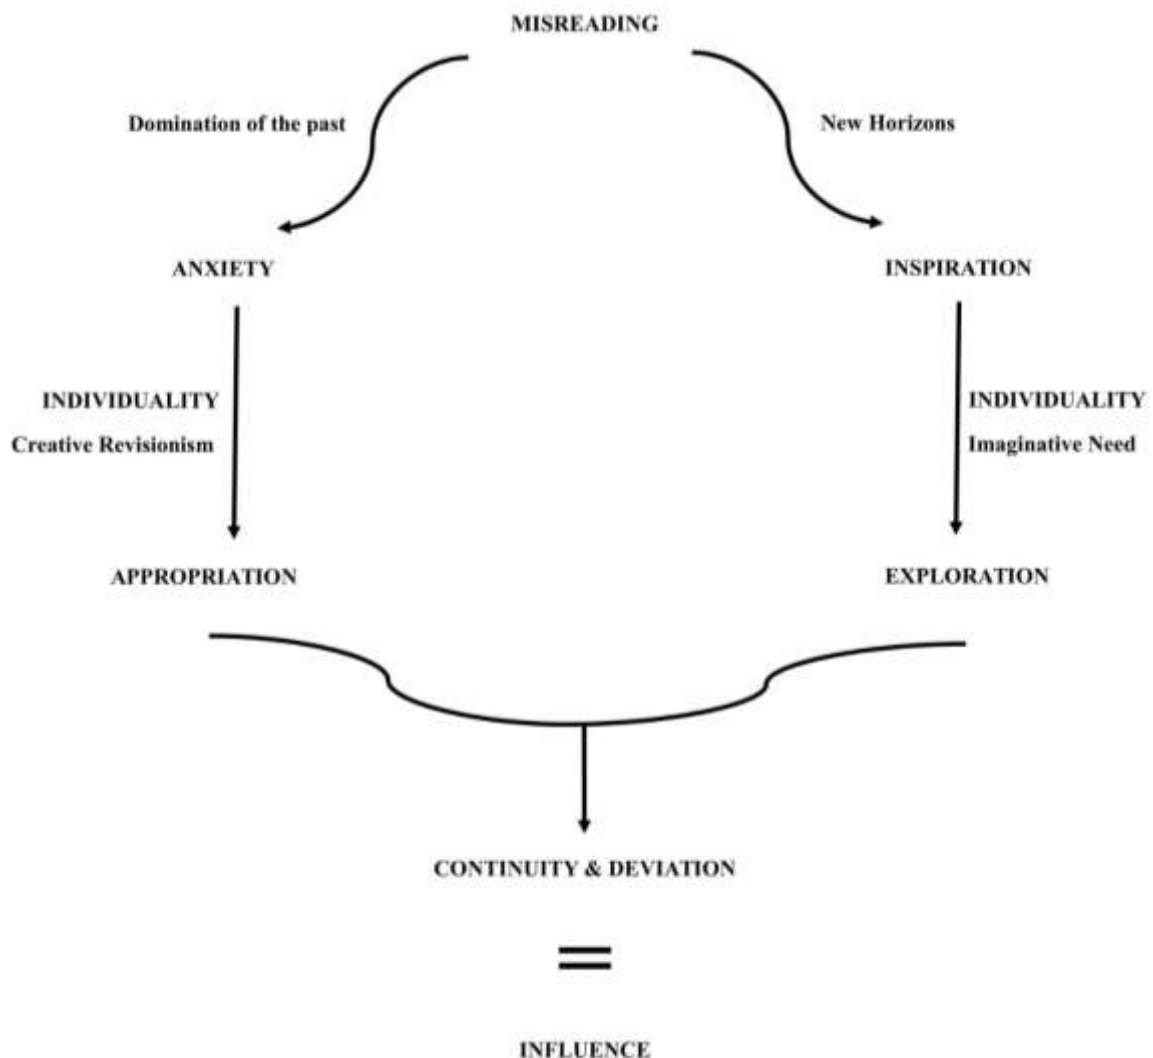 MISREADING
Domination of the past
New Horizons
ANXIETY
INSPIRATION
INDIVIDUALITY
Creative Revisionism
INDIVIDUALITY
Imaginative Need
APPROPRIATION
EXPLORATION
CONTINUITY & DEVIATION
=
INFLUENCE